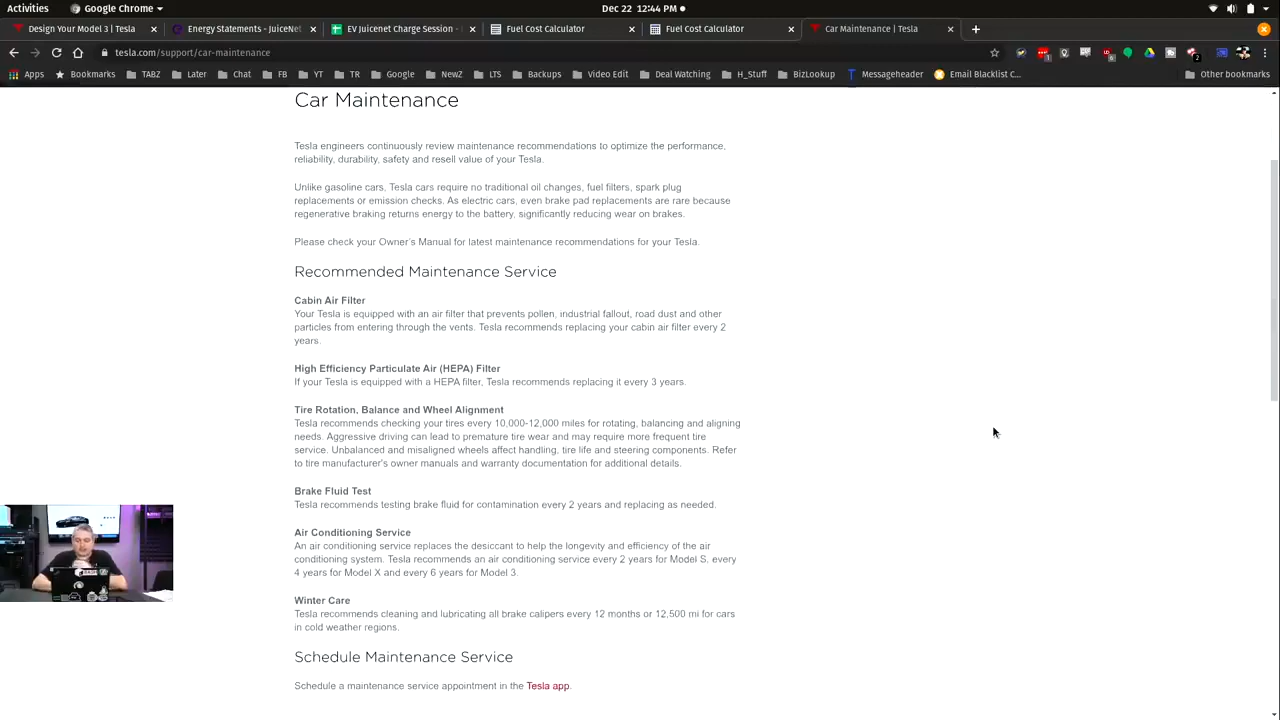 Activities
Google Chrome
Dec 22 12:44 PM
Design Your Model 3 | Tesla
Energy Statements - JuiceNet
EV Juicenet Charge Session -
Fuel Cost Calculator
Fuel Cost Calculator
Car Maintenance | Tesla
tesla.com/support/car-maintenance
Apps
Bookmarks
TABZ
Later
Chat
FB
YT
TR
Google
NewZ
LTS
Backups
Video Edit
Deal Watching
H_Stuff
BizLookup
Messageheader
Email Blacklist C...
Other bookmarks
Car Maintenance
Tesla engineers continuously review maintenance recommendations to optimize the performance,
reliability, durability, safety and resell value of your Tesla.
Unlike gasoline cars, Tesla cars require no traditional oil changes, fuel filters, spark plug
replacements or emission checks. As electric cars, even brake pad replacements are rare because
regenerative braking returns energy to the battery, significantly reducing wear on brakes.
Please check your Owner's Manual for latest maintenance recommendations for your Tesla.
Recommended Maintenance Service
Cabin Air Filter
Your Tesla is equipped with an air filter that prevents pollen, industrial fallout, road dust and other
particles from entering through the vents. Tesla recommends replacing your cabin air filter every 2
years.
High Efficiency Particulate Air (HEPA) Filter
If your Tesla is equipped with a HEPA filter, Tesla recommends replacing it every 3 years.
Tire Rotation, Balance and Wheel Alignment
Tesla recommends checking your tires every 10,000-12,000 miles for rotating, balancing and aligning
needs. Aggressive driving can lead to premature tire wear and may require more frequent tire
service. Unbalanced and misaligned wheels affect handling, tire life and steering components. Refer
to tire manufacturer's owner manuals and warranty documentation for additional details.
Brake Fluid Test
Tesla recommends testing brake fluid for contamination every 2 years and replacing as needed.
Air Conditioning Service
An air conditioning service replaces the desiccant to help the longevity and efficiency of the air
conditioning system. Tesla recommends an air conditioning service every 2 years for Model S, every
4 years for Model X and every 6 years for Model 3.
Winter Care
Tesla recommends cleaning and lubricating all brake calipers every 12 months or 12,500 mi for cars
in cold weather regions.
Schedule Maintenance Service
Schedule a maintenance service appointment in the Tesla app.